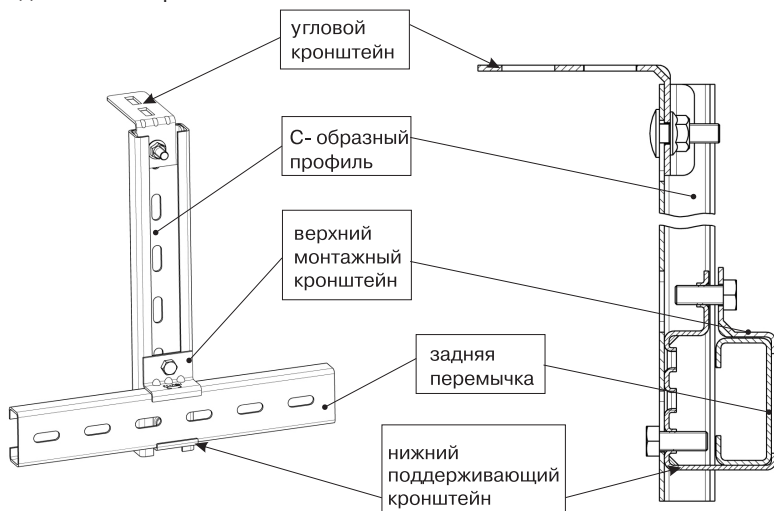 угловой
кронштейн
С- образный
профиль
верхний
монтажный
кронштейн
задняя
перемычка
нижний
поддерживающий
кронштейн